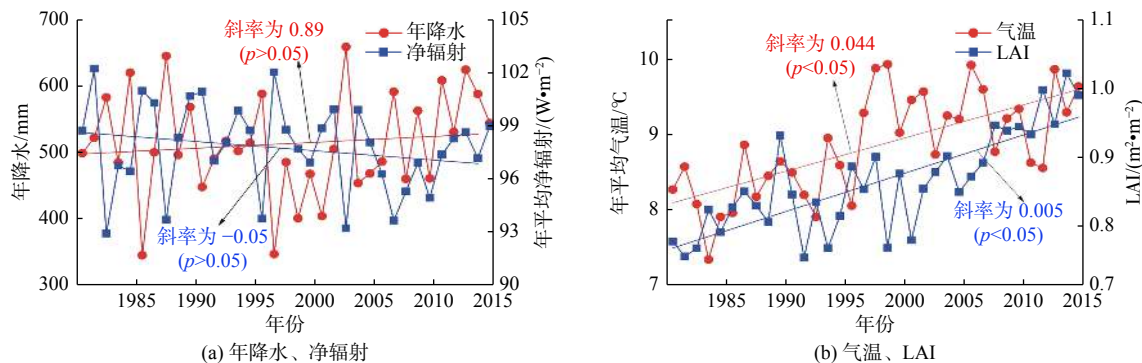 700
600
500
400
300
年降水/mm
105
102
99
96
93
90
年平均净辐射/(W•m−2)
斜率为 0.89
(p>0.05)
年降水
净辐射
斜率为 −0.05
(p>0.05)
1985
1990
1995
2000
2005
2010
2015
年份
(a) 年降水、净辐射
10
9
8
7
年平均气温/℃
1.1
1.0
0.9
0.8
0.7
LAI/(m2•m−2)
斜率为 0.044
(p<0.05)
气温
LAI
斜率为 0.005
(p<0.05)
1985
1990
1995
2000
2005
2010
2015
年份
(b) 气温、LAI